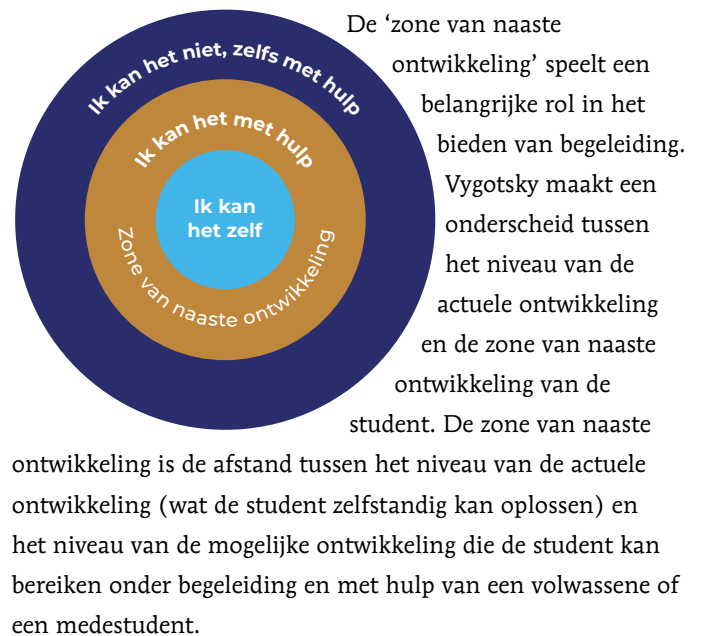 Ik kan het niet, zelfs met hulp
Ik kan het met hulp
Ik kan
het zelf
Zone van naaste ontwikkeling
De ‘zone van naaste
ontwikkeling’ speelt een
belangrijke rol in het
bieden van begeleiding.
Vygotsky maakt een
onderscheid tussen
het niveau van de
actuele ontwikkeling
en de zone van naaste
ontwikkeling van de
student. De zone van naaste
ontwikkeling is de afstand tussen het niveau van de actuele
ontwikkeling (wat de student zelfstandig kan oplossen) en
het niveau van de mogelijke ontwikkeling die de student kan
bereiken onder begeleiding en met hulp van een volwassene of
een medestudent.